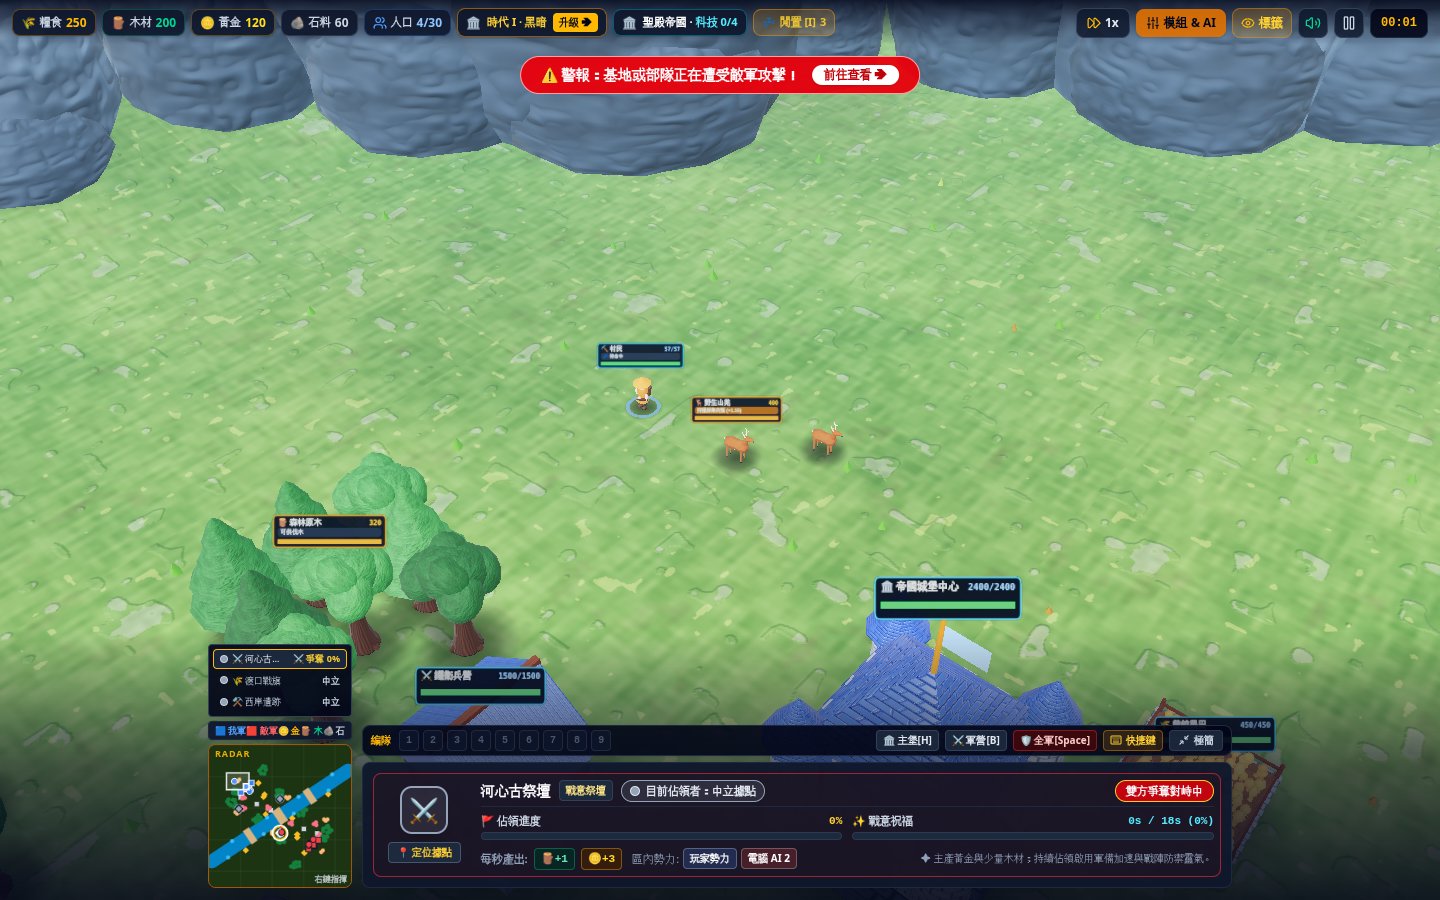 糧食 250 木材 200 黃金 120 石料 60 人口 4/30 時代 I · 黑暗 升級 聖殿帝國 · 科技 0/4 閒置 [I] 3 1x 模組 & AI 標籤 00:01
警報：基地或部隊正在遭受敵軍攻擊！ 前往查看
村民 57/57
野生山羌 400
森林原木 320
可採伐木
帝國城堡中心 2400/2400
1500/1500
450/450
河心古... 爭奪 0%
渡口戰旗 中立
西岸遺跡 中立
我軍 敵軍 金 木 石
編隊 1 2 3 4 5 6 7 8 9 主堡[H] 軍營[B] 全軍[Space] 快捷鍵 極簡
RADAR
右鍵指揮
河心古祭壇 戰意祭壇 目前佔領者：中立據點 雙方爭奪對峙中
佔領進度 0% 戰意祝福 0s / 18s (0%)
定位據點
每秒產出: +1 +3 區內勢力: 玩家勢力 電腦 AI 2 主產黃金與少量木材；持續佔領啟用軍備加速與戰陣防禦靈氣。